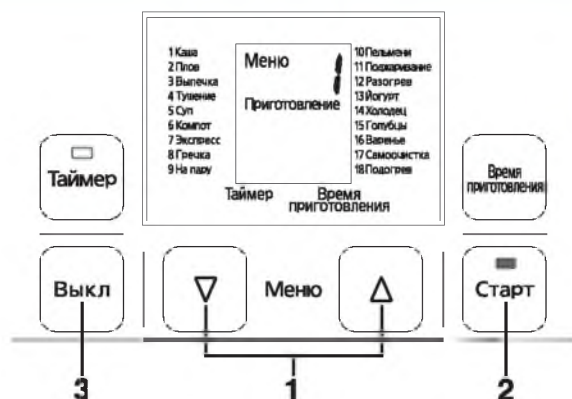 1 Каша
2 Плов
3 Выпечка
4 Тушение
5 Суп
6 Компот
7 Экспресс
8 Гречка
9 На пару
Меню 1
Приготовление
10 Пельмени
11 Поджаривание
12 Разогрев
13 Йогурт
14 Холодец
15 Голубцы
16 Варенье
17 Самоочистка
18 Подогрев
Таймер
Время
приготовления
Таймер
Время
приготовления
Выкл
Меню
Старт
3
1
2